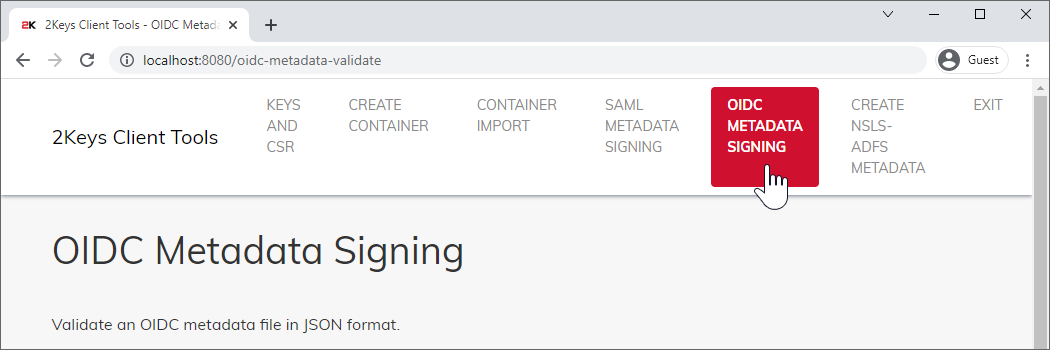 2K 2Keys Client Tools - OIDC Metada
localhost:8080/oidc-metadata-validate
Guest
2Keys Client Tools
KEYS
AND
CSR
CREATE
CONTAINER
CONTAINER
IMPORT
SAML
METADATA
SIGNING
OIDC
METADATA
SIGNING
CREATE
NSLS-
ADFS
METADATA
EXIT
OIDC Metadata Signing
Validate an OIDC metadata file in JSON format.